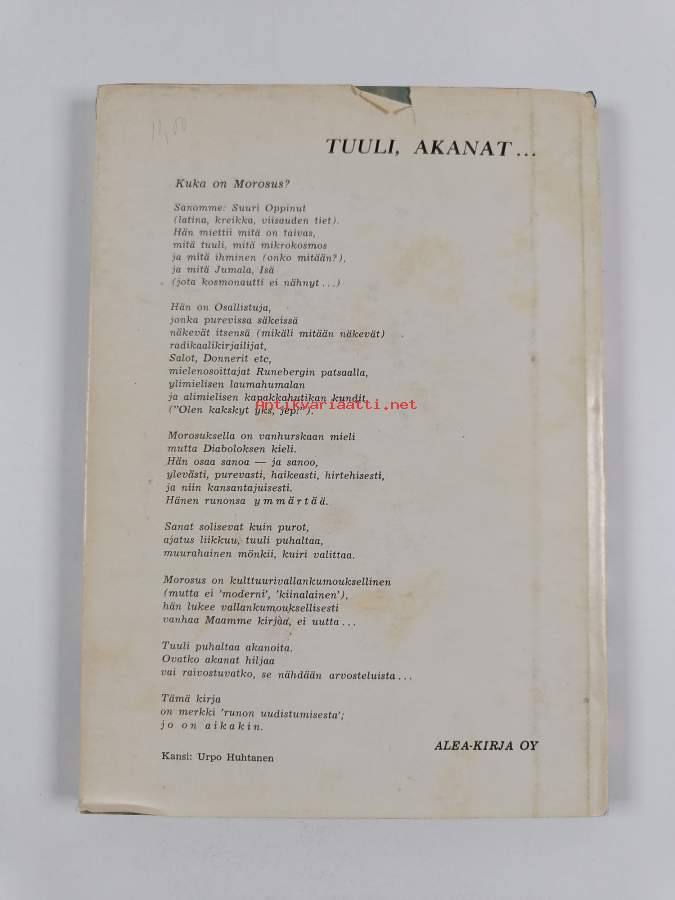 11,00
TUULI, AKANAT...
Kuka on Morosus?
Sanomme: Suuri Oppinut
(latina, kreikka, viisauden tiet).
Hän miettii mitä on taivas,
mitä tuuli, mitä mikrokosmos
ja mitä ihminen (onko mitään?),
ja mitä Jumala, Isä
(jota kosmonautti ei nähnyt...)
Hän on Osallistuja,
jonka purevissa säkeissä
näkevät itsensä (mikäli mitään näkevät)
radikaalikirjailijat,
Salot, Donnerit etc,
mielenosoittajat Runebergin patsaalla,
ylimielisen laumahumalan
ja alimielisen kapakkahutikan kundit
Antikvariaatti.net
("Olen kakskyt yks, jep!").
Morosuksella on vanhurskaan mieli
mutta Diaboloksen kieli.
Hän osaa sanoa — ja sanoo,
ylevästi, purevasti, haikeasti, hirtehisesti,
ja niin kansantajuisesti.
Hänen runonsa ymmärtää.
Sanat solisevat kuin purot,
ajatus liikkuu, tuuli puhaltaa,
muurahainen mönkii, kuiri valittaa.
Morosus on kulttuurivallankumouksellinen
(mutta ei 'moderni', 'kiinalainen'),
hän lukee vallankumouksellisesti
vanhaa Maamme kirjaa, ei uutta...
Tuuli puhaltaa akanoita.
Ovatko akanat hiljaa
vai raivostuvatko, se nähdään arvosteluista...
Tämä kirja
on merkki 'runon uudistumisesta';
jo on aikakin.
ALEA-KIRJA OY
Kansi: Urpo Huhtanen